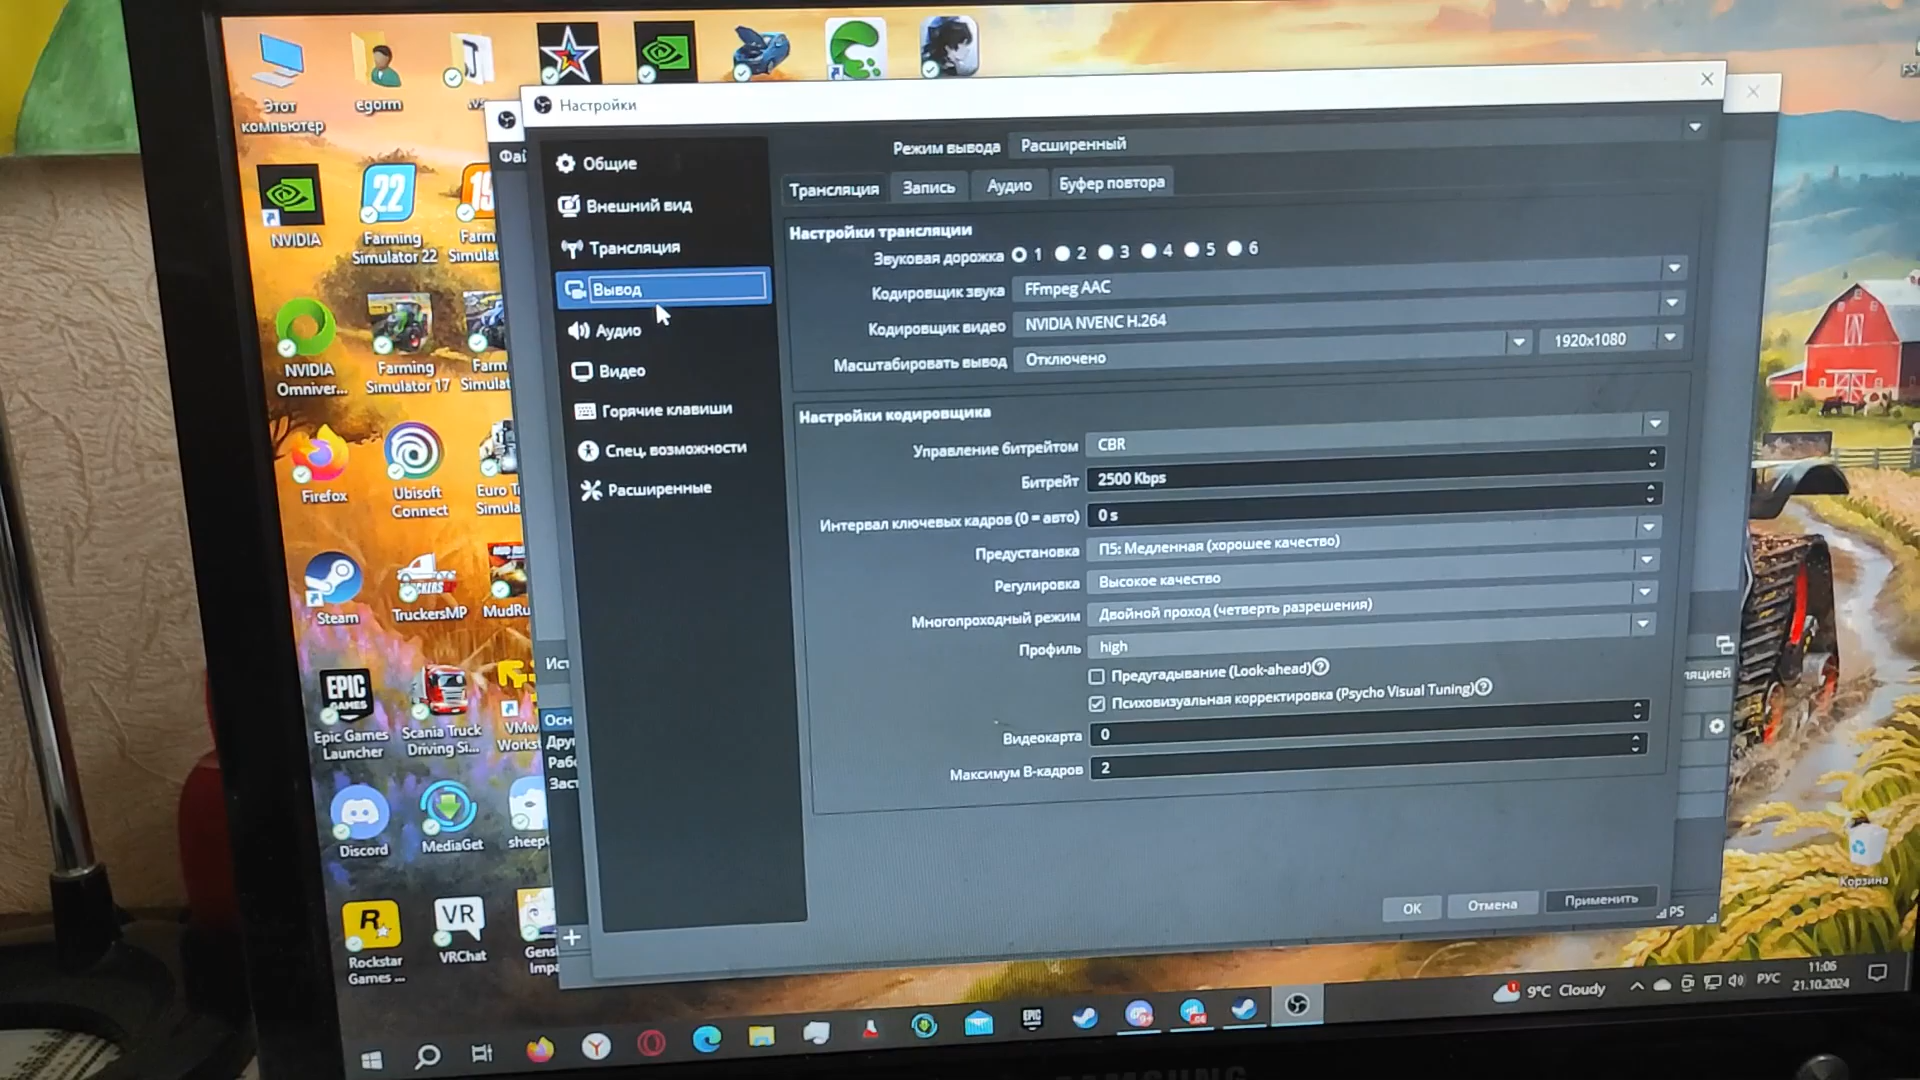 Этот компьютер
egorm
.vs
NVIDIA
Farming Simulator 22
NVIDIA Omniver...
Farming Simulator 17
Firefox
Ubisoft Connect
Steam
TruckersMP
Epic Games Launcher
Scania Truck Driving Si...
Discord
MediaGet
Rockstar Games ...
VRChat
Корзина
Настройки
Общие
Внешний вид
Трансляция
Вывод
Аудио
Видео
Горячие клавиши
Спец. возможности
Расширенные
Режим вывода Расширенный
Трансляция Запись Аудио Буфер повтора
Настройки трансляции
Звуковая дорожка 1 2 3 4 5 6
Кодировщик звука FFmpeg AAC
Кодировщик видео NVIDIA NVENC H.264
Масштабировать вывод Отключено 1920x1080
Настройки кодировщика
Управление битрейтом CBR
Битрейт 2500 Kbps
Интервал ключевых кадров (0 = авто) 0 s
Предустановка П5: Медленная (хорошее качество)
Регулировка Высокое качество
Многопроходный режим Двойной проход (четверть разрешения)
Профиль high
Предугадывание (Look-ahead)
Психовизуальная корректировка (Psycho Visual Tuning)
Видеокарта 0
Максимум B-кадров 2
OK Отмена Применить
9°C Cloudy
РУС
11:06
21.10.2024
SAMSUNG